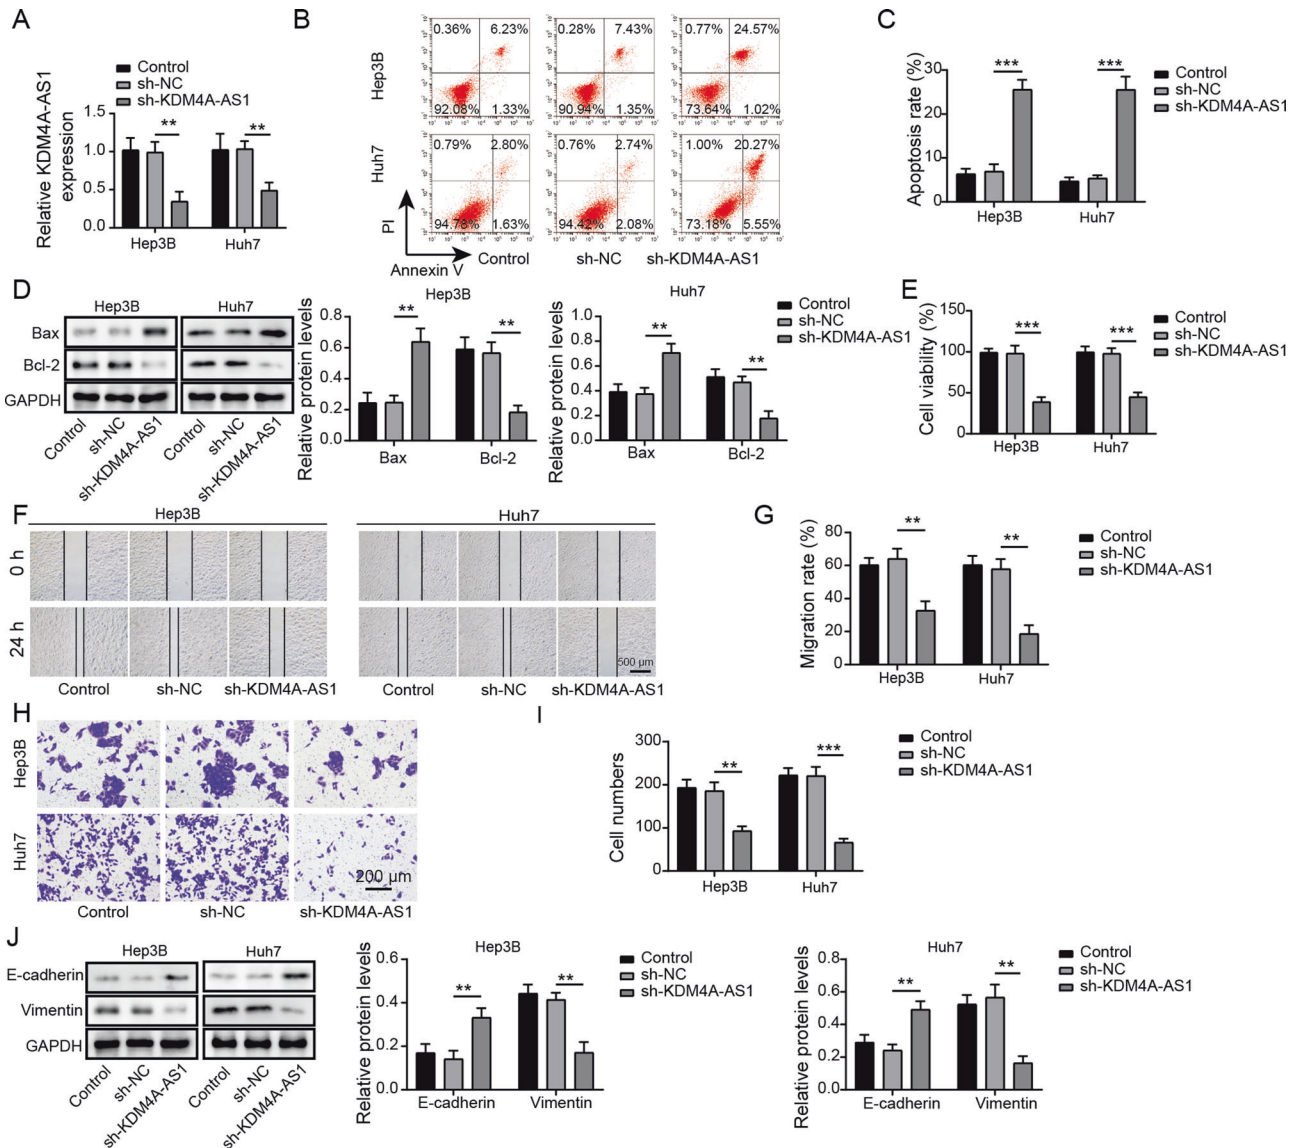 A
Control
sh-NC
sh-KDM4A-AS1
Relative KDM4A-AS1
expression
1.5
1.0
0.5
0.0
**
**
Hep3B
Huh7
B
Hep3B
Huh7
0.36%
6.23%
92.08%
1.33%
0.28%
7.43%
90.94%
1.35%
0.77%
24.57%
73.64%
1.02%
0.79%
2.80%
94.78%
1.63%
0.76%
2.74%
94.42%
2.08%
1.00%
20.27%
73.18%
5.55%
PI
Annexin V
Control
sh-NC
sh-KDM4A-AS1
C
Apoptosis rate (%)
30
20
10
0
***
***
Hep3B
Huh7
Control
sh-NC
sh-KDM4A-AS1
D
Hep3B
Huh7
Bax
Bcl-2
GAPDH
Control
sh-NC
sh-KDM4A-AS1
Control
sh-NC
sh-KDM4A-AS1
Hep3B
Relative protein levels
0.8
0.6
0.4
0.2
0.0
**
**
Bax
Bcl-2
Huh7
Relative protein levels
1.0
0.8
0.6
0.4
0.2
0.0
**
**
Bax
Bcl-2
Control
sh-NC
sh-KDM4A-AS1
E
Cell viability (%)
150
100
50
0
***
***
Hep3B
Huh7
Control
sh-NC
sh-KDM4A-AS1
F
Hep3B
Huh7
0 h
24 h
500 μm
Control
sh-NC
sh-KDM4A-AS1
Control
sh-NC
sh-KDM4A-AS1
G
Migration rate (%)
80
60
40
20
0
**
**
Hep3B
Huh7
Control
sh-NC
sh-KDM4A-AS1
H
Hep3B
Huh7
200 μm
Control
sh-NC
sh-KDM4A-AS1
I
Cell numbers
300
200
100
0
**
***
Hep3B
Huh7
Control
sh-NC
sh-KDM4A-AS1
J
Hep3B
Huh7
E-cadherin
Vimentin
GAPDH
Control
sh-NC
sh-KDM4A-AS1
Control
sh-NC
sh-KDM4A-AS1
Hep3B
Relative protein levels
0.6
0.4
0.2
0.0
**
**
E-cadherin
Vimentin
Control
sh-NC
sh-KDM4A-AS1
Huh7
Relative protein levels
0.8
0.6
0.4
0.2
0.0
**
**
E-cadherin
Vimentin
Control
sh-NC
sh-KDM4A-AS1